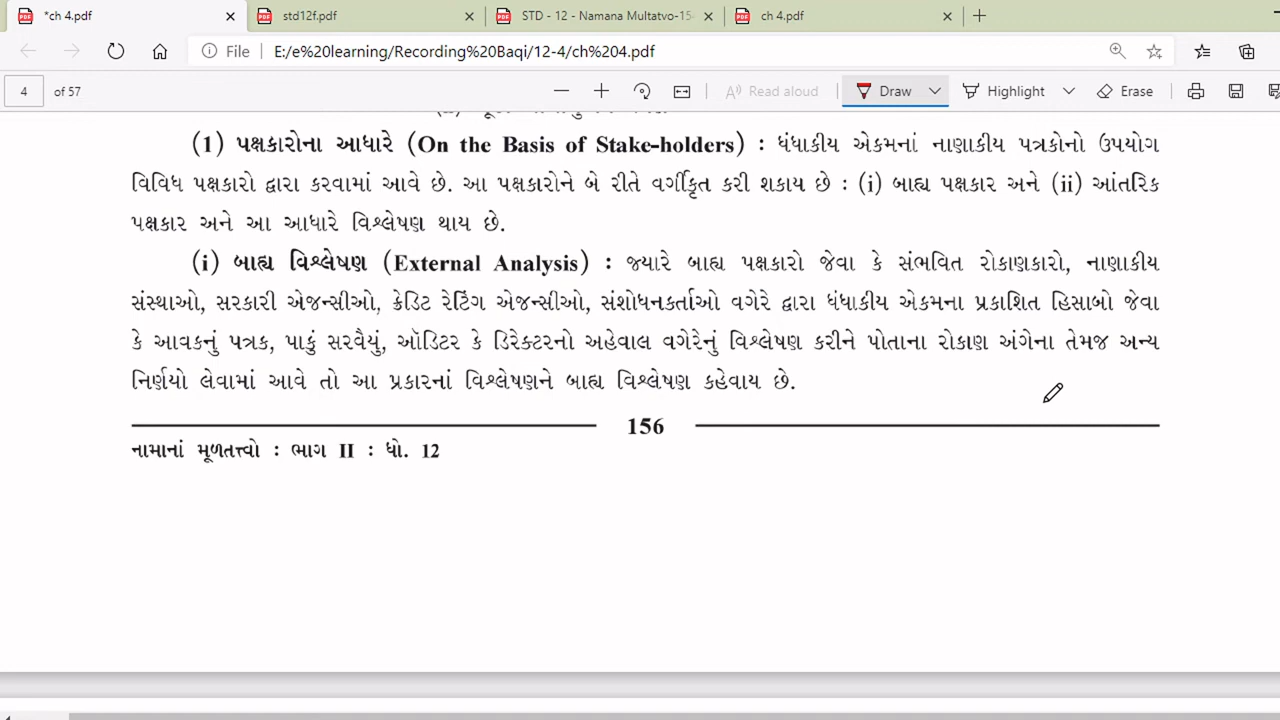 *ch 4.pdf
std12f.pdf
STD - 12 - Namana Multatvo-15
ch 4.pdf
File E:/e%20learning/Recording%20Baqi/12-4/ch%204.pdf
4 of 57 Read aloud Draw Highlight Erase
(1) પક્ષકારોના આધારે (On the Basis of Stake-holders) : ધંધાકીય એકમનાં નાણાકીય પત્રકોનો ઉપયોગ
વિવિધ પક્ષકારો દ્વારા કરવામાં આવે છે. આ પક્ષકારોને બે રીતે વર્ગીકૃત કરી શકાય છે : (i) બાહ્ય પક્ષકાર અને (ii) આંતરિક
પક્ષકાર અને આ આધારે વિશ્લેષણ થાય છે.
(i) બાહ્ય વિશ્લેષણ (External Analysis) : જ્યારે બાહ્ય પક્ષકારો જેવા કે સંભવિત રોકાણકારો, નાણાકીય
સંસ્થાઓ, સરકારી એજન્સીઓ, ક્રેડિટ રેટિંગ એજન્સીઓ, સંશોધનકર્તાઓ વગેરે દ્વારા ધંધાકીય એકમના પ્રકાશિત હિસાબો જેવા
કે આવકનું પત્રક, પાકું સરવૈયું, ઑડિટર કે ડિરેક્ટરનો અહેવાલ વગેરેનું વિશ્લેષણ કરીને પોતાના રોકાણ અંગેના તેમજ અન્ય
નિર્ણયો લેવામાં આવે તો આ પ્રકારનાં વિશ્લેષણને બાહ્ય વિશ્લેષણ કહેવાય છે.
156
નામાનાં મૂળતત્ત્વો : ભાગ II : ધો. 12